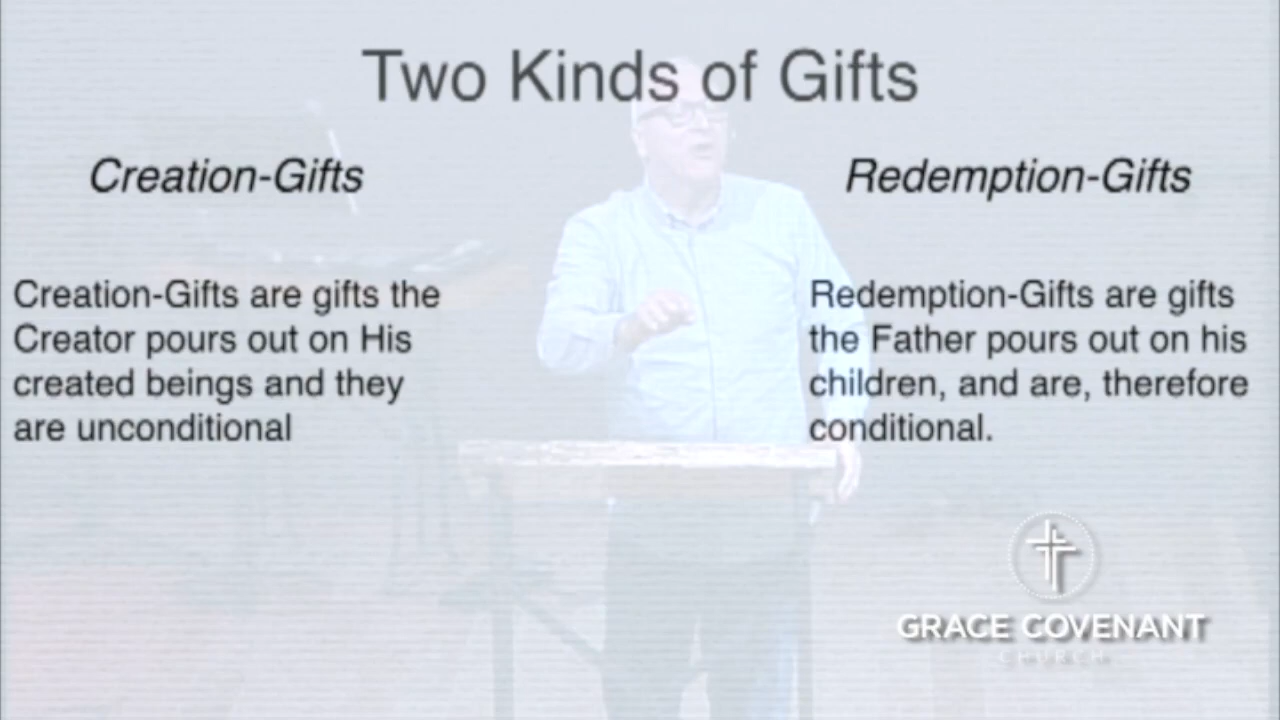 Two Kinds of Gifts
Creation-Gifts
Creation-Gifts are gifts the
Creator pours out on His
created beings and they
are unconditional
Redemption-Gifts
Redemption-Gifts are gifts
the Father pours out on his
children, and are, therefore
conditional.
GRACE COVENANT
CHURCH